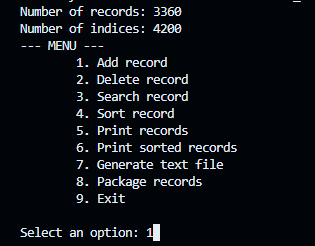 Number of records: 3360
Number of indices: 4200
--- MENU ---
1. Add record
2. Delete record
3. Search record
4. Sort record
5. Print records
6. Print sorted records
7. Generate text file
8. Package records
9. Exit
Select an option: 1